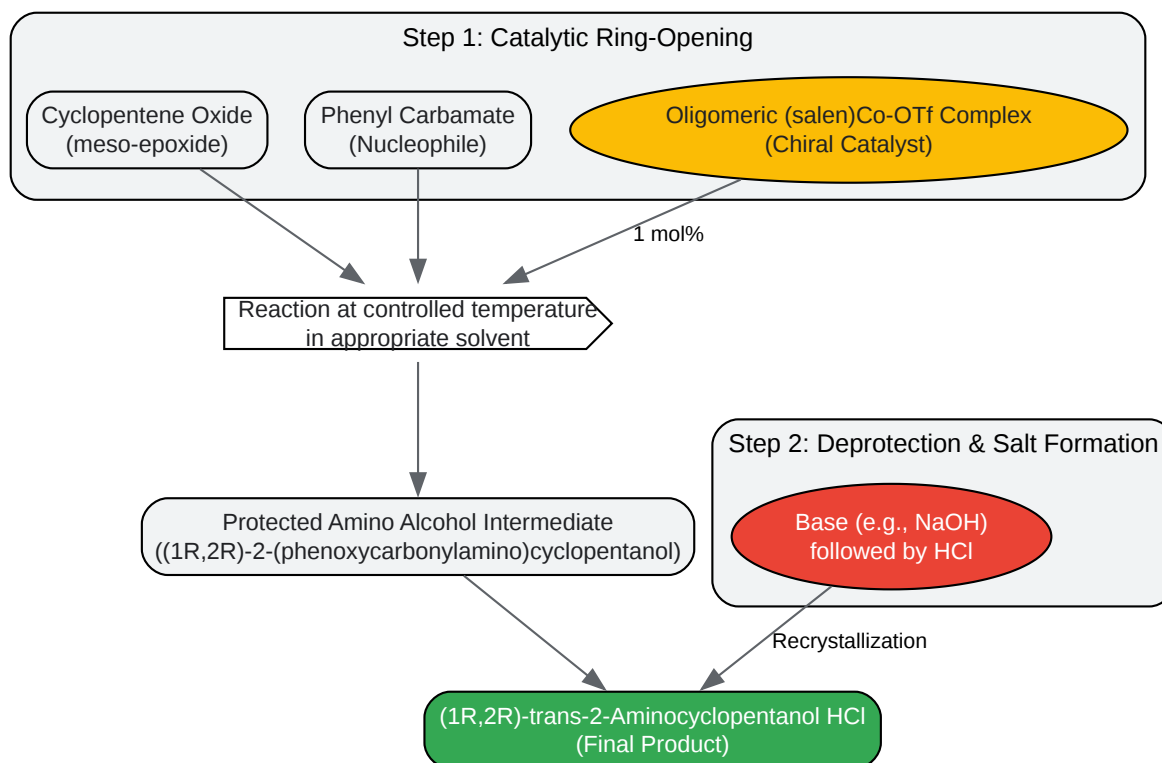 Step 1: Catalytic Ring-Opening
Cyclopentene Oxide
(meso-epoxide)
Phenyl Carbamate
(Nucleophile)
Oligomeric (salen)Co-OTf Complex
(Chiral Catalyst)
1 mol%
Reaction at controlled temperature
in appropriate solvent
Step 2: Deprotection & Salt Formation
Protected Amino Alcohol Intermediate
((1R,2R)-2-(phenoxycarbonylamino)cyclopentanol)
Base (e.g., NaOH)
followed by HCl
Recrystallization
(1R,2R)-trans-2-Aminocyclopentanol HCl
(Final Product)